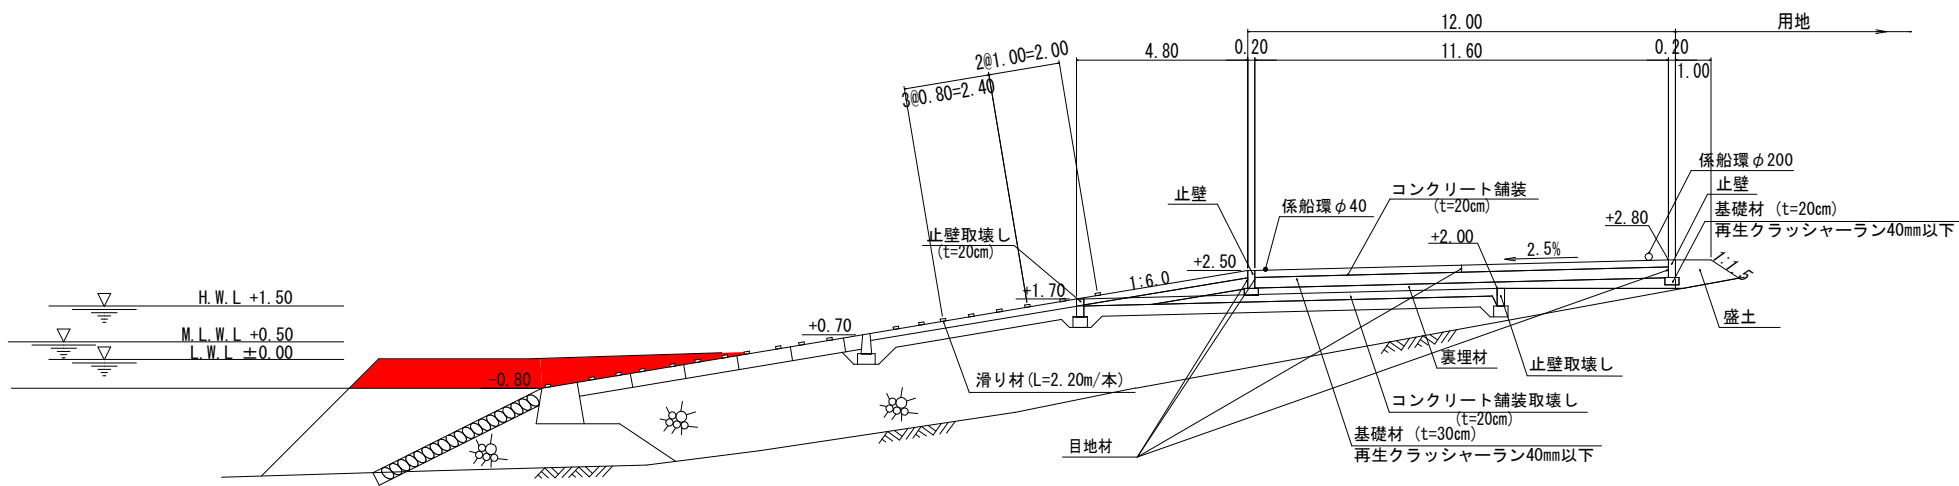 12.00
用地
4.80
0.20
11.60
0.20
1.00
2@1.00=2.00
3@0.80=2.40
係船環φ200
止壁
基礎材 (t=20cm)
再生クラッシャーラン40mm以下
コンクリート舗装
(t=20cm)
止壁
係船環φ40
+2.80
止壁取壊し
(t=20cm)
+2.00
2.5%
+2.50
1:1.5
1:6.0
+1.70
H.W.L +1.50
盛土
M.L.W.L +0.50
+0.70
L.W.L ±0.00
裏埋材
止壁取壊し
-0.80
滑り材(L=2.20m/本)
コンクリート舗装取壊し
(t=20cm)
目地材
基礎材 (t=30cm)
再生クラッシャーラン40mm以下